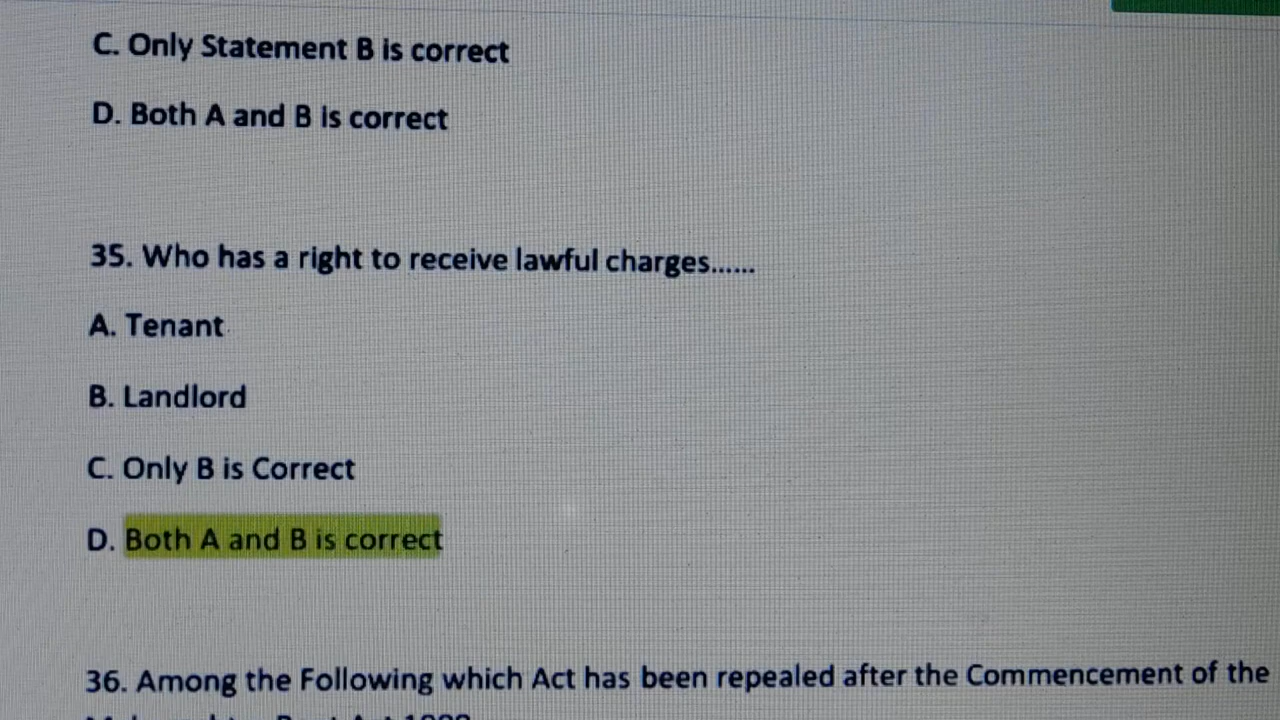 C. Only Statement B is correct
D. Both A and B is correct
35. Who has a right to receive lawful charges......
A. Tenant
B. Landlord
C. Only B is Correct
D. Both A and B is correct
36. Among the Following which Act has been repealed after the Commencement of the